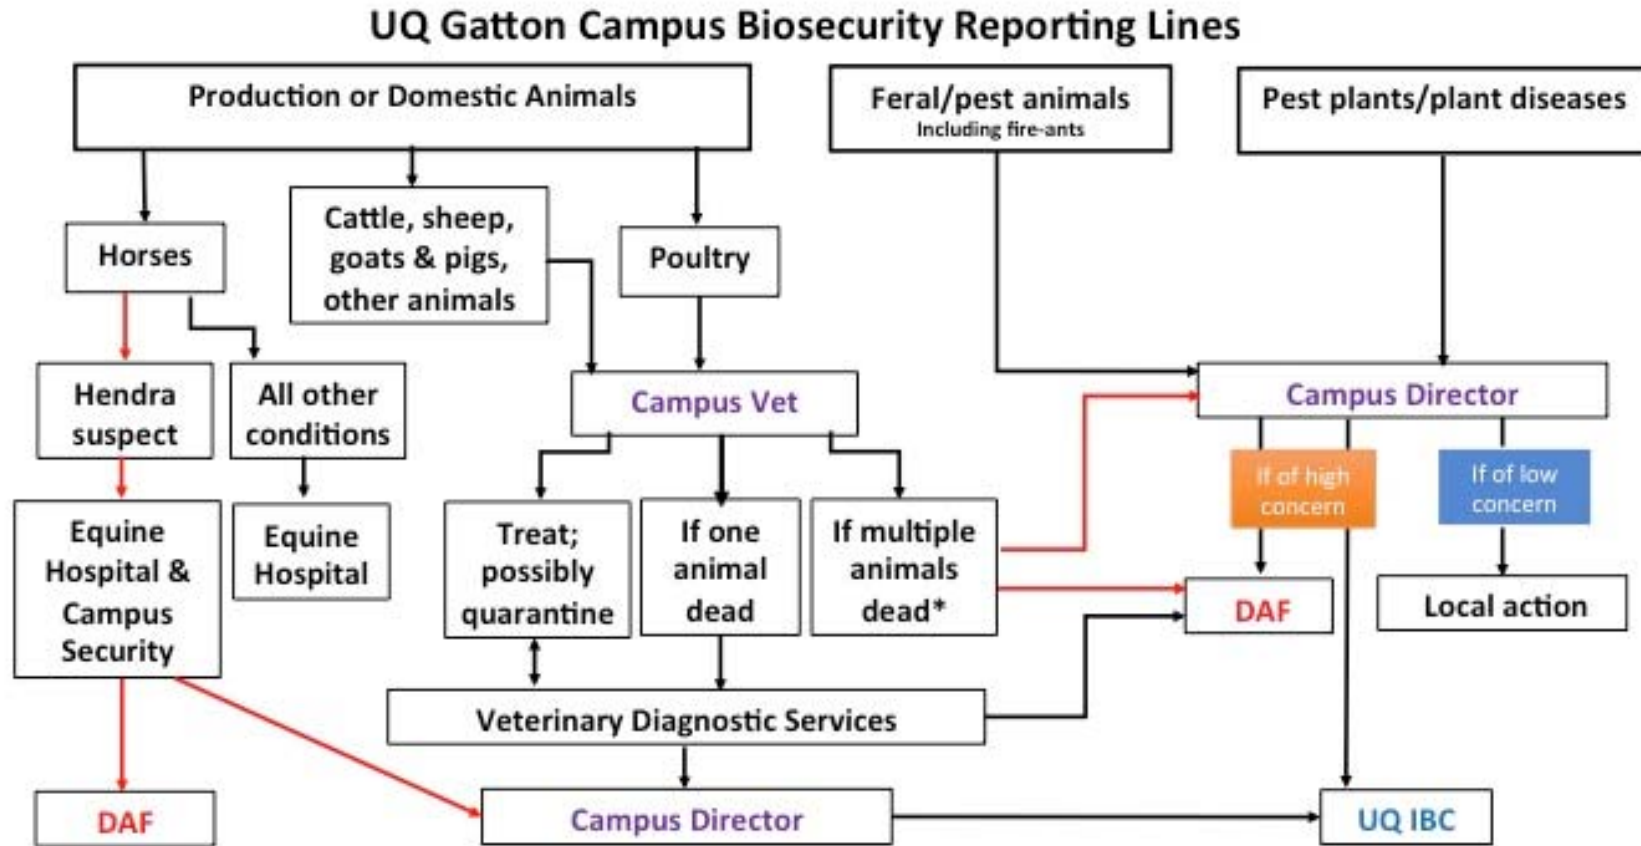 UQ Gatton Campus Biosecurity Reporting Lines
Production or Domestic Animals
Feral/pest animals
Including fire-ants
Pest plants/plant diseases
Horses
Cattle, sheep,
goats & pigs,
other animals
Poultry
Hendra
suspect
All other
conditions
Campus Vet
Campus Director
If of high
concern
If of low
concern
Equine
Hospital &
Campus
Security
Equine
Hospital
Treat;
possibly
quarantine
If one
animal
dead
If multiple
animals
dead*
DAF
Local action
Veterinary Diagnostic Services
DAF
Campus Director
UQ IBC